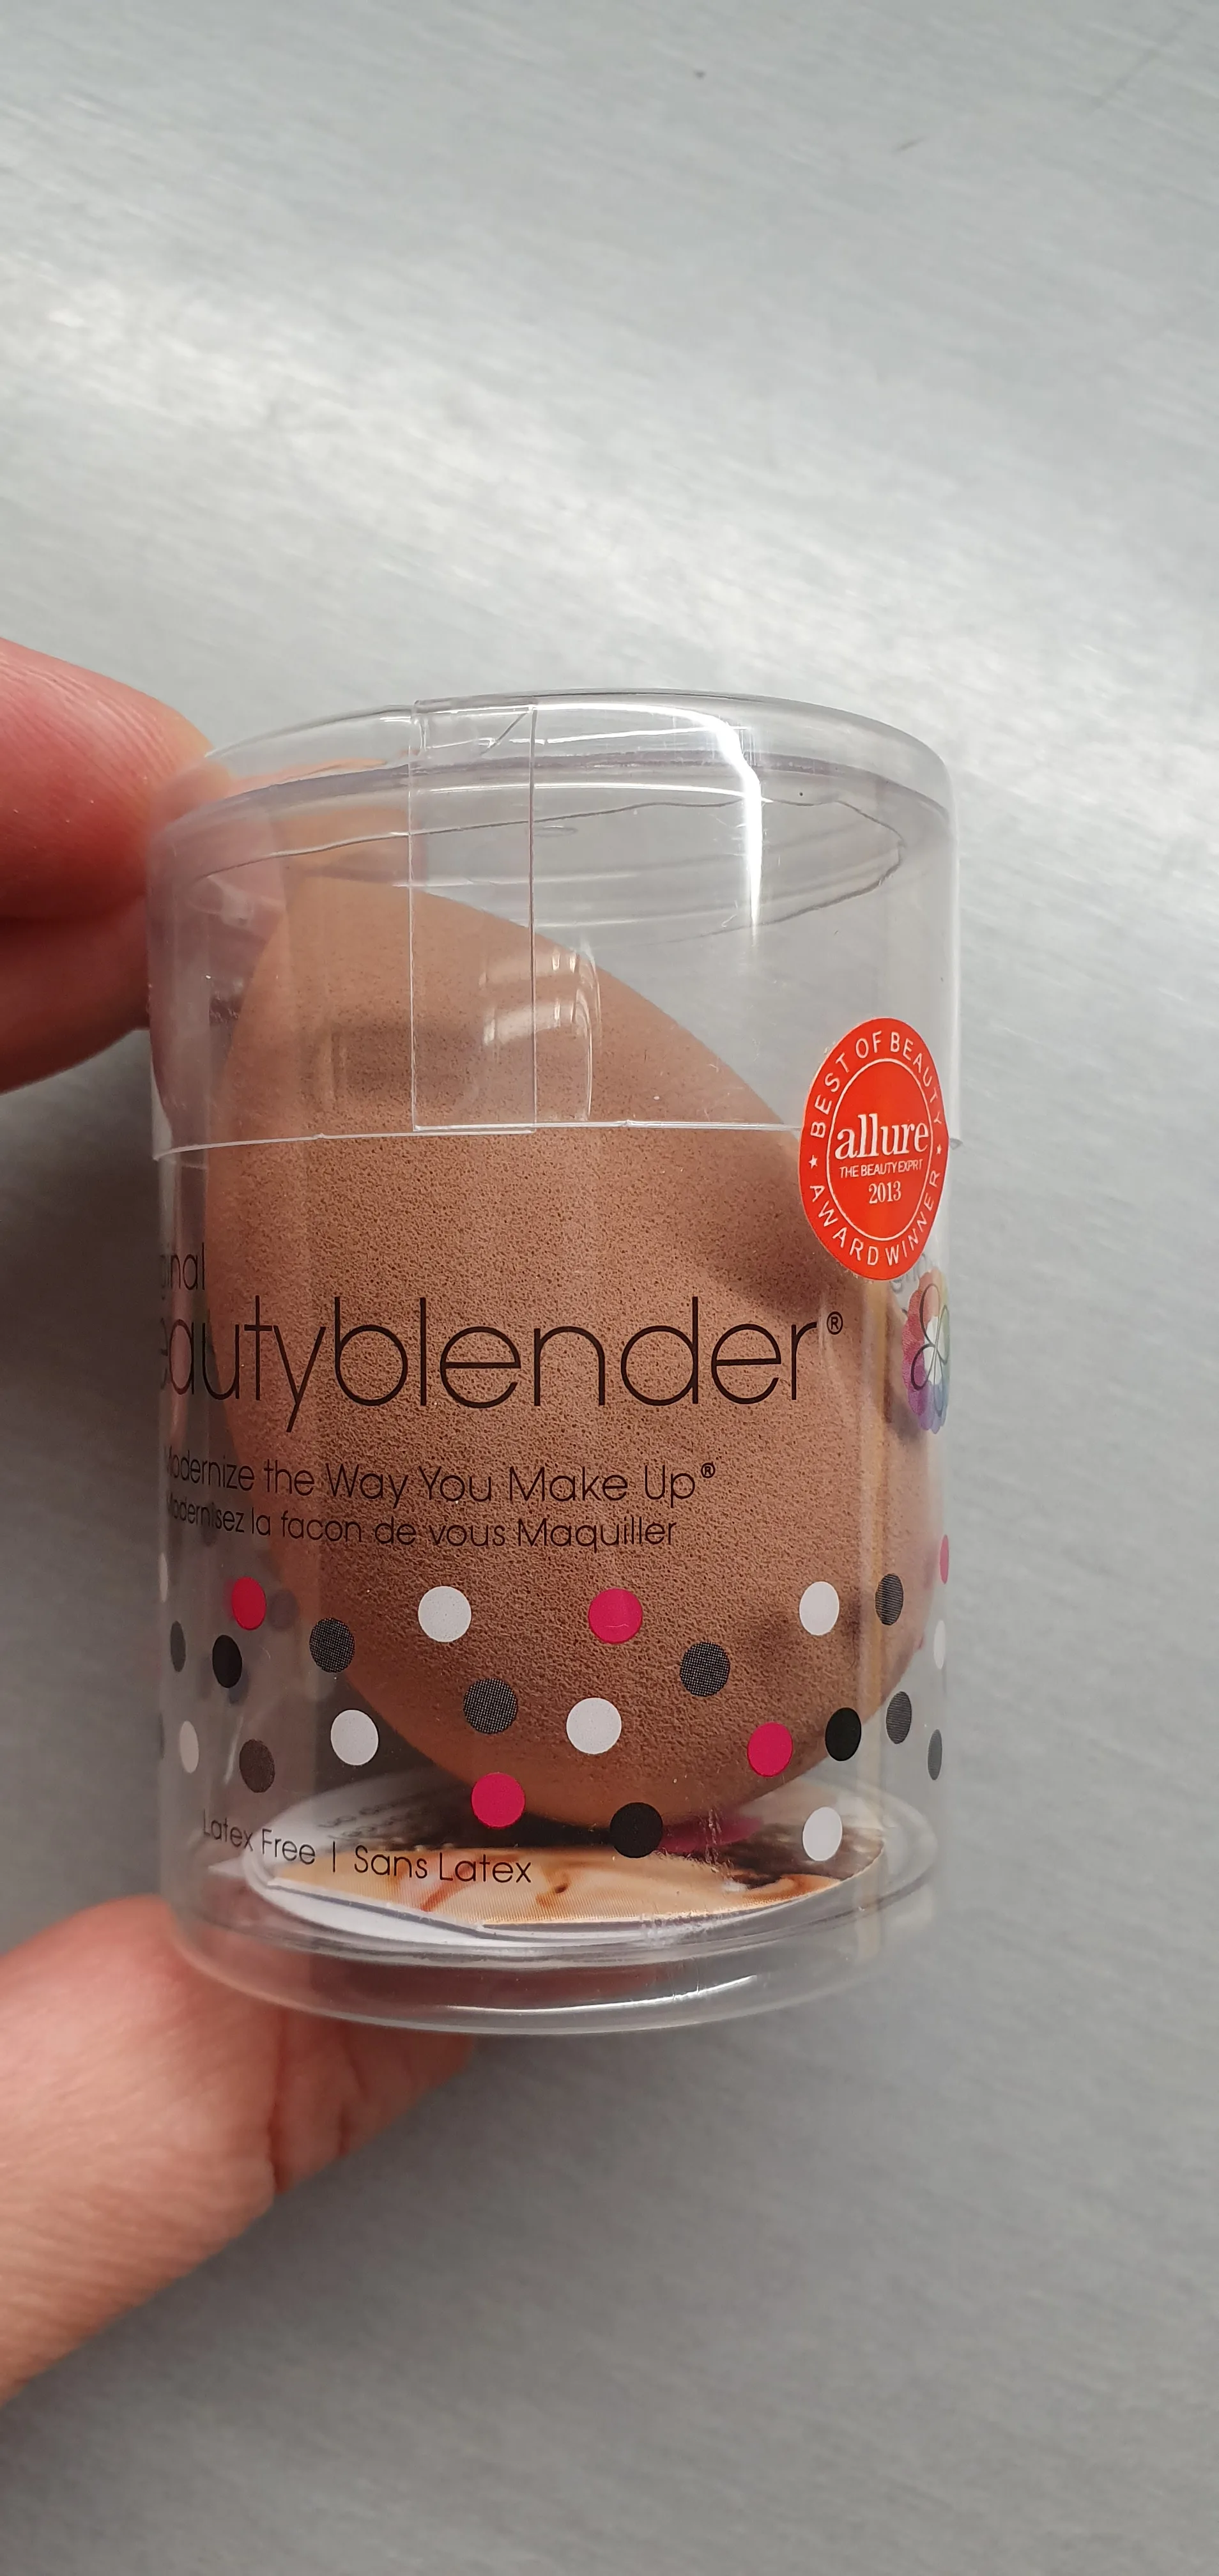 BEST OF BEAUTY
allure
THE BEAUTY EXPRT
2013
AWARD WINNER
beautyblender®
Modernize the Way You Make Up®
Modernisez la facon de vous Maquiller
Latex Free | Sans Latex